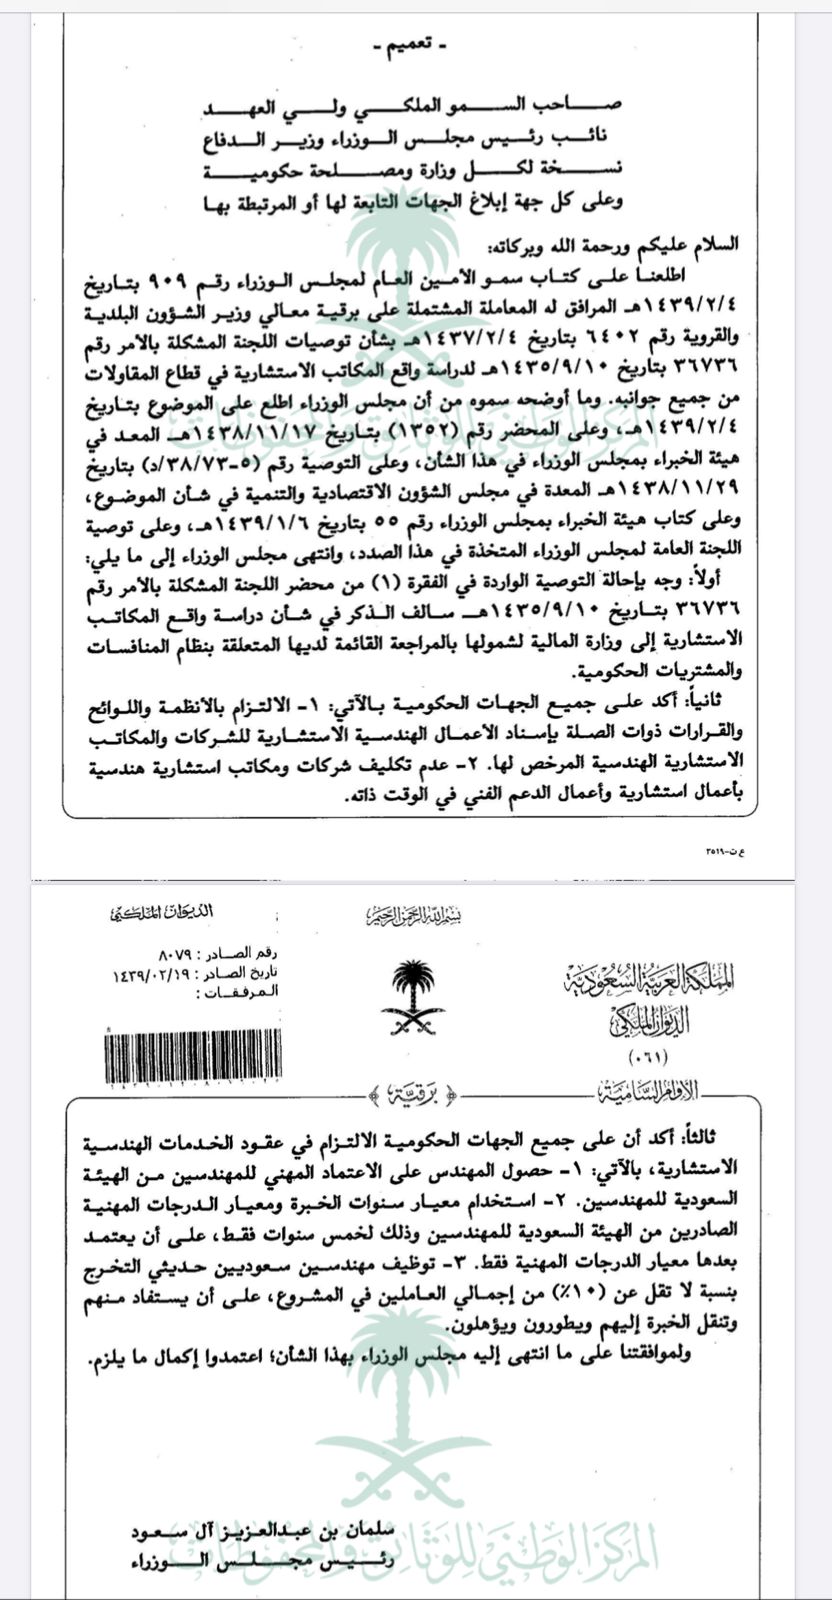 - تعميم -
صاحب السمو الملكي ولي العهد
نائب رئيس مجلس الوزراء وزير الدفاع
نسخة لكل وزارة ومصلحة حكومية
وعلى كل جهة إبلاغ الجهات التابعة لها أو المرتبطة بها
السلام عليكم ورحمة الله وبركاته:
اطلعنا على كتاب سمو الأمين العام لمجلس الوزراء رقم ٩٠٩ بتاريخ
١٤٣٩/٢/٤هـ المرافق له المعاملة المشتملة على برقية معالي وزير الشؤون البلدية
والقروية رقم ٦٤٠٢ بتاريخ ١٤٣٧/٢/٤هـ بشأن توصيات اللجنة المشكلة بالأمر رقم
٣٦٧٣٦ بتاريخ ١٤٣٥/٩/١٠هـ لدراسة واقع المكاتب الاستشارية في قطاع المقاولات
من جميع جوانبه. وما أوضحه سموه من أن مجلس الوزراء اطلع على الموضوع بتاريخ
١٤٣٩/٢/٤هـ، وعلى المحضر رقم (١٣٥٢) بتاريخ ١٤٣٨/١١/١٧هـ المعد في
هيئة الخبراء بمجلس الوزراء في هذا الشأن، وعلى التوصية رقم (٥-٣٨/٧٣/د) بتاريخ
١٤٣٨/١١/٢٩هـ المعدة في مجلس الشؤون الاقتصادية والتنمية في شأن الموضوع،
وعلى كتاب هيئة الخبراء بمجلس الوزراء رقم ٥٥ بتاريخ ١٤٣٩/١/٦هـ، وعلى توصية
اللجنة العامة لمجلس الوزراء المتخذة في هذا الصدد، وانتهى مجلس الوزراء إلى ما يلي:
أولاً: وجه بإحالة التوصية الواردة في الفقرة (١) من محضر اللجنة المشكلة بالأمر رقم
٣٦٧٣٦ بتاريخ ١٤٣٥/٩/١٠هـ سالف الذكر في شأن دراسة واقع المكاتب
الاستشارية إلى وزارة المالية لشمولها بالمراجعة القائمة لديها المتعلقة بنظام المنافسات
والمشتريات الحكومية.
ثانياً: أكد على جميع الجهات الحكومية بالآتي: ١- الالتزام بالأنظمة واللوائح
والقرارات ذوات الصلة بإسناد الأعمال الهندسية الاستشارية للشركات والمكاتب
الاستشارية الهندسية المرخص لها. ٢- عدم تكليف شركات ومكاتب استشارية هندسية
بأعمال استشارية وأعمال الدعم الفني في الوقت ذاته.
ع ت-٣٥١٩
بسم الله الرحمن الرحيم
المملكة العربية السعودية
الديوان الملكي
(٠٦١)
الأوامر السامية
برقية
الديوان الملكي
رقم الصادر : ٨٠٧٩
تاريخ الصادر : ١٤٣٩/٠٢/١٩
المرفقات :
ثالثاً: أكد أن على جميع الجهات الحكومية الالتزام في عقود الخدمات الهندسية
الاستشارية، بالآتي: ١- حصول المهندس على الاعتماد المهني للمهندسين من الهيئة
السعودية للمهندسين. ٢- استخدام معيار سنوات الخبرة ومعيار الدرجات المهنية
الصادرين من الهيئة السعودية للمهندسين وذلك لخمس سنوات فقط، على أن يعتمد
بعدها معيار الدرجات المهنية فقط. ٣- توظيف مهندسين سعوديين حديثي التخرج
بنسبة لا تقل عن (١٠٪) من إجمالي العاملين في المشروع، على أن يستفاد منهم
وتنقل الخبرة إليهم ويطورون ويؤهلون.
ولموافقتنا على ما انتهى إليه مجلس الوزراء بهذا الشأن؛ اعتمدوا إكمال ما يلزم.
سلمان بن عبدالعزيز آل سعود
رئيس مجلس الوزراء
المركز الوطني للوثائق والمحفوظات